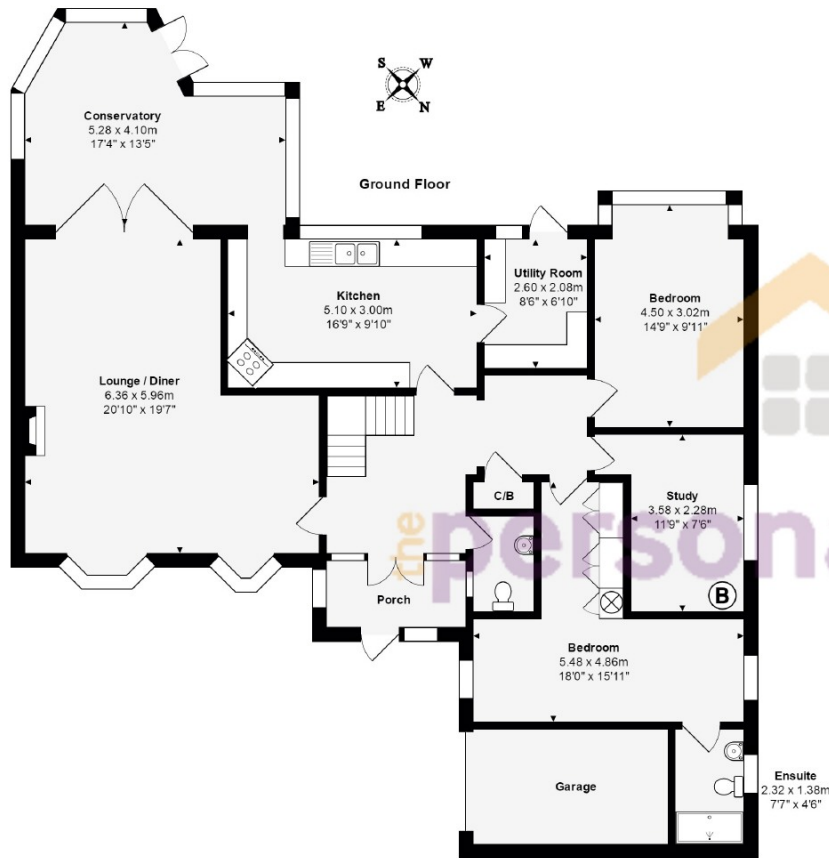 S W
E N
Ground Floor
Conservatory
5.28 x 4.10m
17'4" x 13'5"
Kitchen
5.10 x 3.00m
16'9" x 9'10"
Utility Room
2.60 x 2.08m
8'6" x 6'10"
Bedroom
4.50 x 3.02m
14'9" x 9'11"
Lounge / Diner
6.36 x 5.96m
20'10" x 19'7"
C/B
Study
3.58 x 2.28m
11'9" x 7'6"
B
the persona
Porch
Bedroom
5.48 x 4.86m
18'0" x 15'11"
Garage
Ensuite
2.32 x 1.38m
7'7" x 4'6"